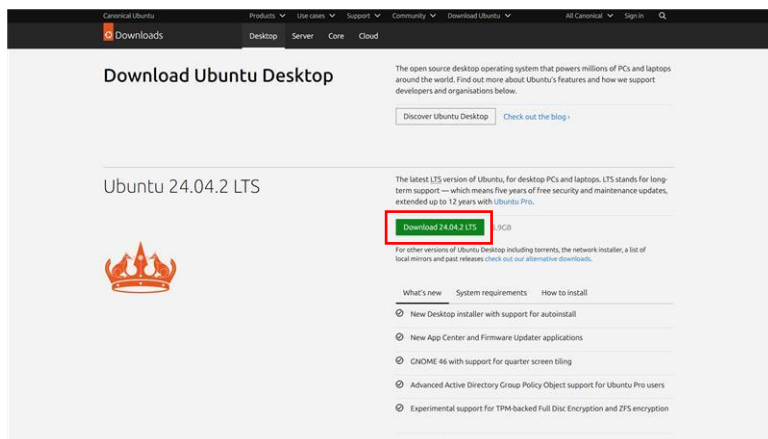 Canonical Ubuntu Products Use cases Support Community Download Ubuntu All Canonical Sign in
Downloads Desktop Server Core Cloud
Download Ubuntu Desktop
The open source desktop operating system that powers millions of PCs and laptops
around the world. Find out more about Ubuntu's features and how we support
developers and organisations below.
Discover Ubuntu Desktop Check out the blog ›
Ubuntu 24.04.2 LTS
The latest LTS version of Ubuntu, for desktop PCs and laptops. LTS stands for long-
term support — which means five years of free security and maintenance updates,
extended up to 12 years with Ubuntu Pro.
Download 24.04.2 LTS .9GB
For other versions of Ubuntu Desktop including torrents, the network installer, a list of
local mirrors and past releases check out our alternative downloads.
What's new System requirements How to install
New Desktop installer with support for autoinstall
New App Center and Firmware Updater applications
GNOME 46 with support for quarter screen tiling
Advanced Active Directory Group Policy Object support for Ubuntu Pro users
Experimental support for TPM-backed Full Disc Encryption and ZFS encryption